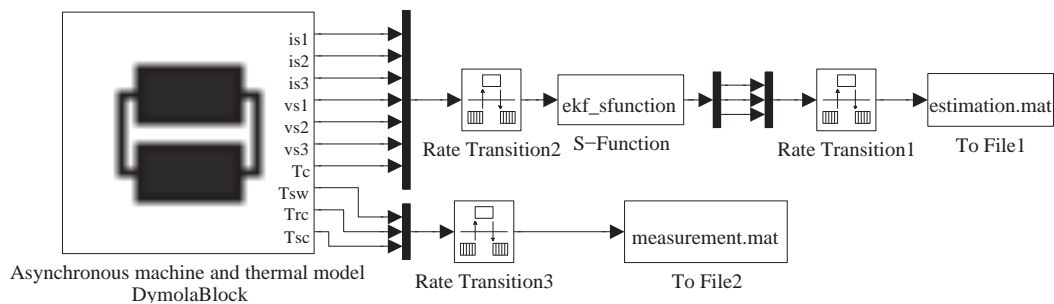 is1
is2
is3
vs1
vs2
vs3
Tc
Tsw
Trc
Tsc
Asynchronous machine and thermal model
DymolaBlock
Rate Transition2
ekf_sfunction
S−Function
Rate Transition1
estimation.mat
To File1
Rate Transition3
measurement.mat
To File2